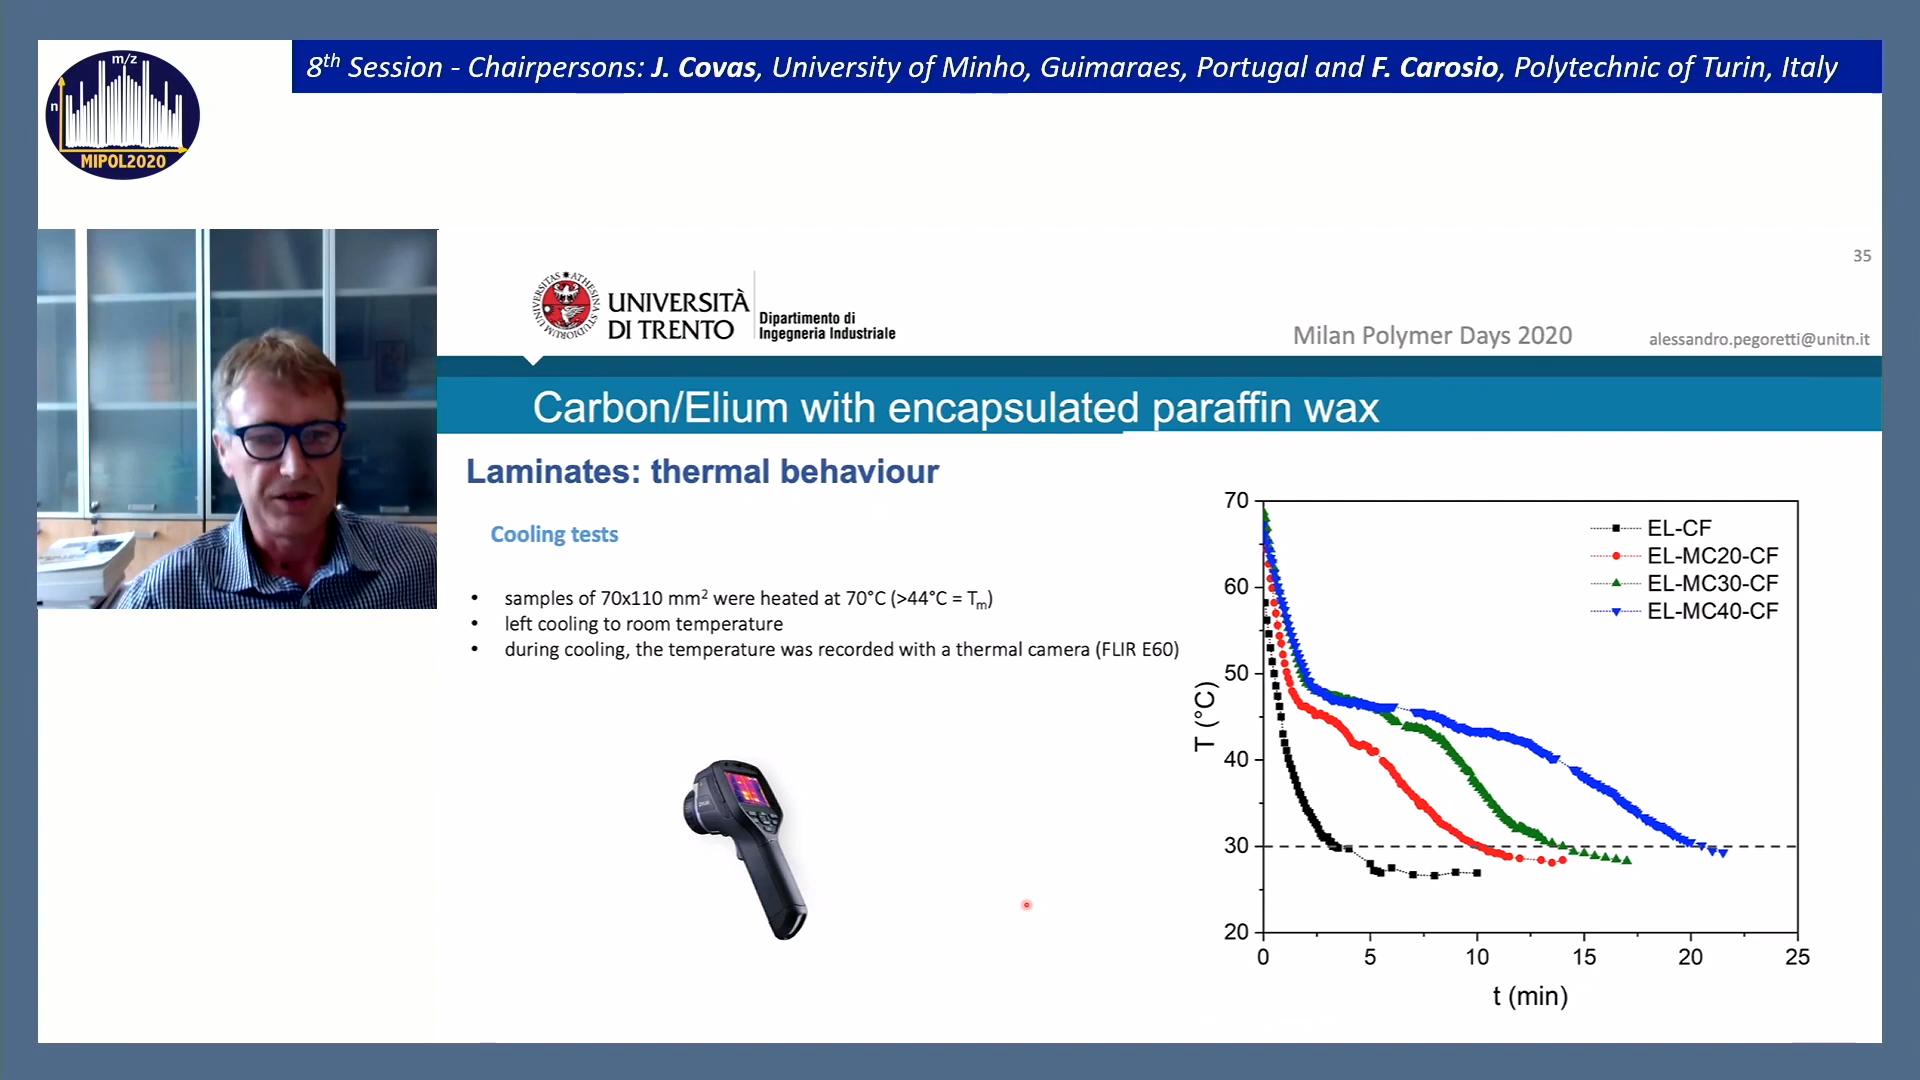 8th Session - Chairpersons: J. Covas, University of Minho, Guimaraes, Portugal and F. Carosio, Polytechnic of Turin, Italy
m/z
n
MIPOL2020
35
UNIVERSITÀ
DI TRENTO
Dipartimento di
Ingegneria Industriale
Milan Polymer Days 2020
alessandro.pegoretti@unitn.it
Carbon/Elium with encapsulated paraffin wax
Laminates: thermal behaviour
Cooling tests
• samples of 70x110 mm² were heated at 70°C (>44°C = Tm)
• left cooling to room temperature
• during cooling, the temperature was recorded with a thermal camera (FLIR E60)
EL-CF
EL-MC20-CF
EL-MC30-CF
EL-MC40-CF
T (°C)
70
60
50
40
30
20
0 5 10 15 20 25
t (min)